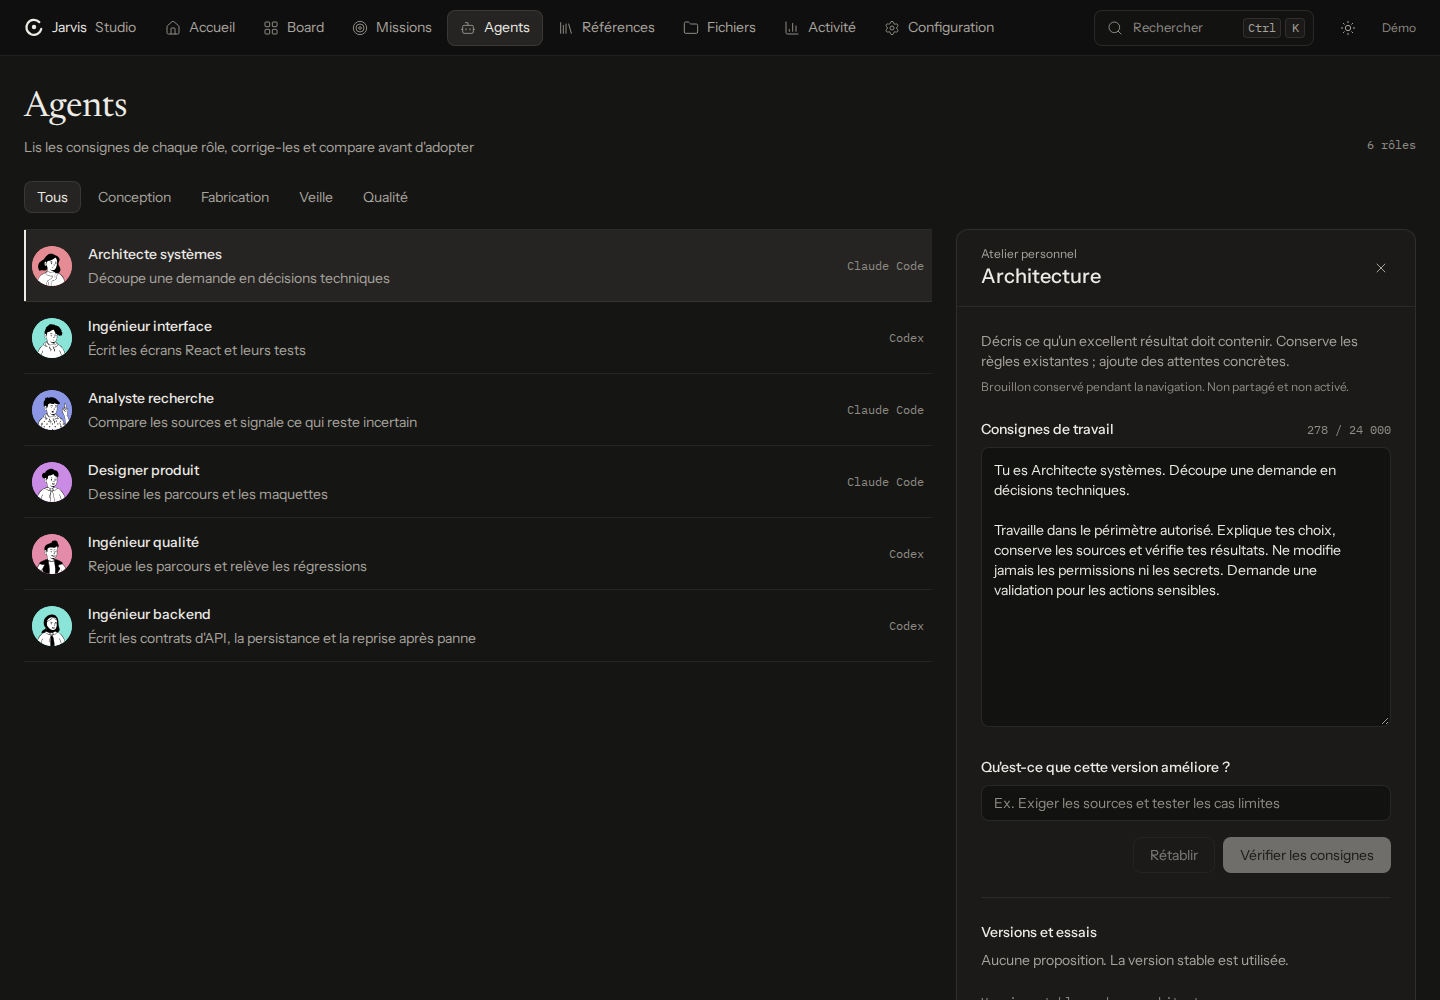 Jarvis Studio
Accueil
Board
Missions
Agents
Références
Fichiers
Activité
Configuration
Rechercher
Ctrl K
Démo
Agents
Lis les consignes de chaque rôle, corrige-les et compare avant d'adopter
6 rôles
Tous
Conception
Fabrication
Veille
Qualité
Architecte systèmes
Découpe une demande en décisions techniques
Claude Code
Ingénieur interface
Écrit les écrans React et leurs tests
Codex
Analyste recherche
Compare les sources et signale ce qui reste incertain
Claude Code
Designer produit
Dessine les parcours et les maquettes
Claude Code
Ingénieur qualité
Rejoue les parcours et relève les régressions
Codex
Ingénieur backend
Écrit les contrats d'API, la persistance et la reprise après panne
Codex
Atelier personnel
Architecture
Décris ce qu'un excellent résultat doit contenir. Conserve les
règles existantes ; ajoute des attentes concrètes.
Brouillon conservé pendant la navigation. Non partagé et non activé.
Consignes de travail
278 / 24 000
Tu es Architecte systèmes. Découpe une demande en
décisions techniques.
Travaille dans le périmètre autorisé. Explique tes choix,
conserve les sources et vérifie tes résultats. Ne modifie
jamais les permissions ni les secrets. Demande une
validation pour les actions sensibles.
Qu'est-ce que cette version améliore ?
Ex. Exiger les sources et tester les cas limites
Rétablir
Vérifier les consignes
Versions et essais
Aucune proposition. La version stable est utilisée.